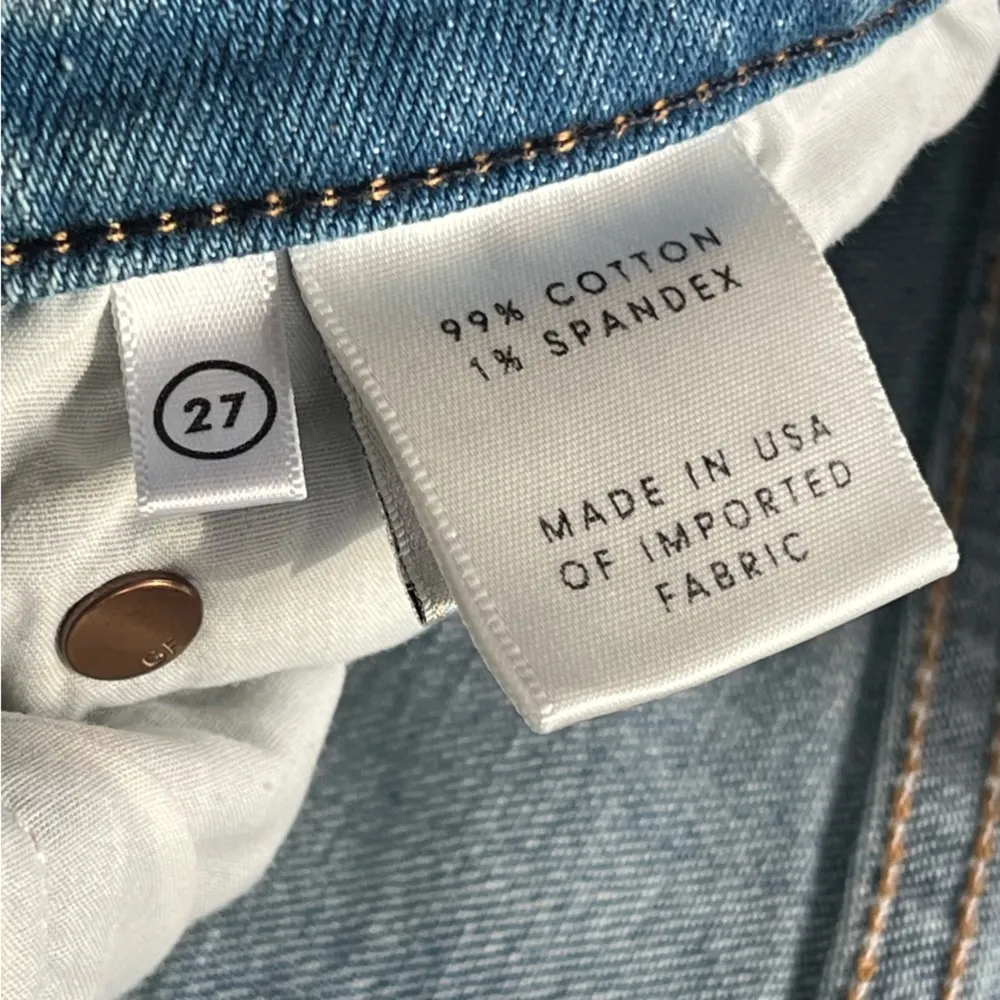 27
99% COTTON
1% SPANDEX
MADE IN USA
OF IMPORTED
FABRIC